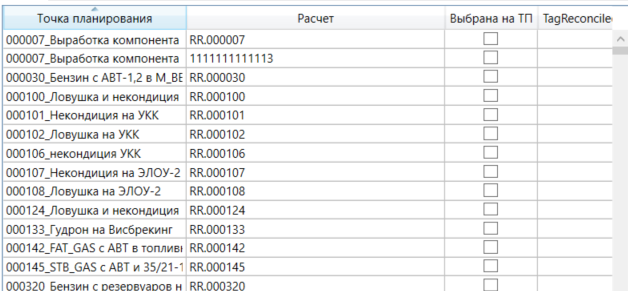 Точка планирования Расчет Выбрана на ТП TagReconcile
000007_Выработка компонента RR.000007
000007_Выработка компонента 1111111111113
000030_Бензин с АВТ-1,2 в М_ВЕ RR.000030
000100_Ловушка и некондиция RR.000100
000101_Некондиция на УКК RR.000101
000102_Ловушка на УКК RR.000102
000106_некондиция УКК RR.000106
000107_Некондиция на ЭЛОУ-2 RR.000107
000108_Ловушка на ЭЛОУ-2 RR.000108
000124_Ловушка и некондиция RR.000124
000133_Гудрон на Висбрекинг RR.000133
000142_FAT_GAS с АВТ в топлив RR.000142
000145_STB_GAS с АВТ и 35/21-1 RR.000145
000320_Бензин с резервуаров н RR.000320